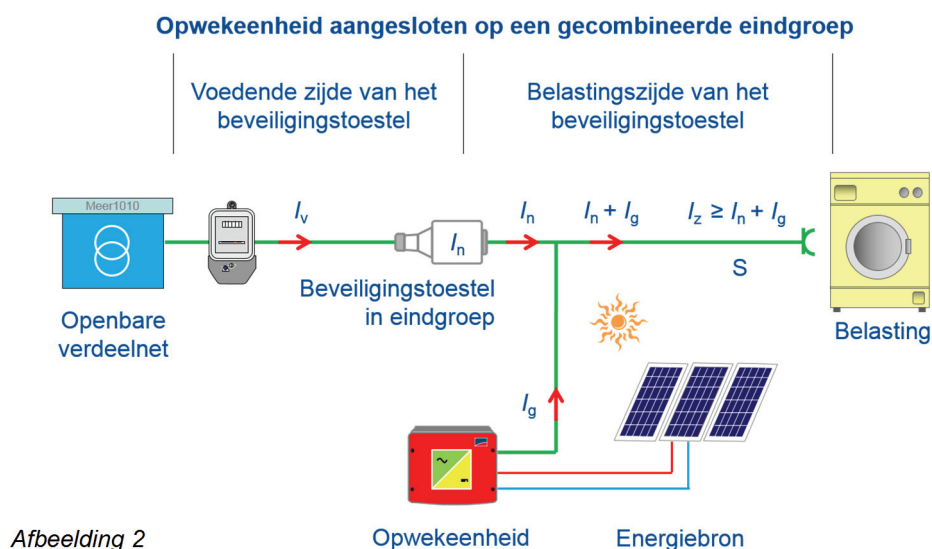 Opwekeenheid aangesloten op een gecombineerde eindgroep
Voedende zijde van het
beveiligingstoestel
Belastingszijde van het
beveiligingstoestel
Meer1010
Iv
In
In
In + Ig
Iz ≥ In + Ig
S
Beveiligingstoestel
in eindgroep
Openbare
verdeelnet
Belasting
Ig
Opwekeenheid
Energiebron
Afbeelding 2